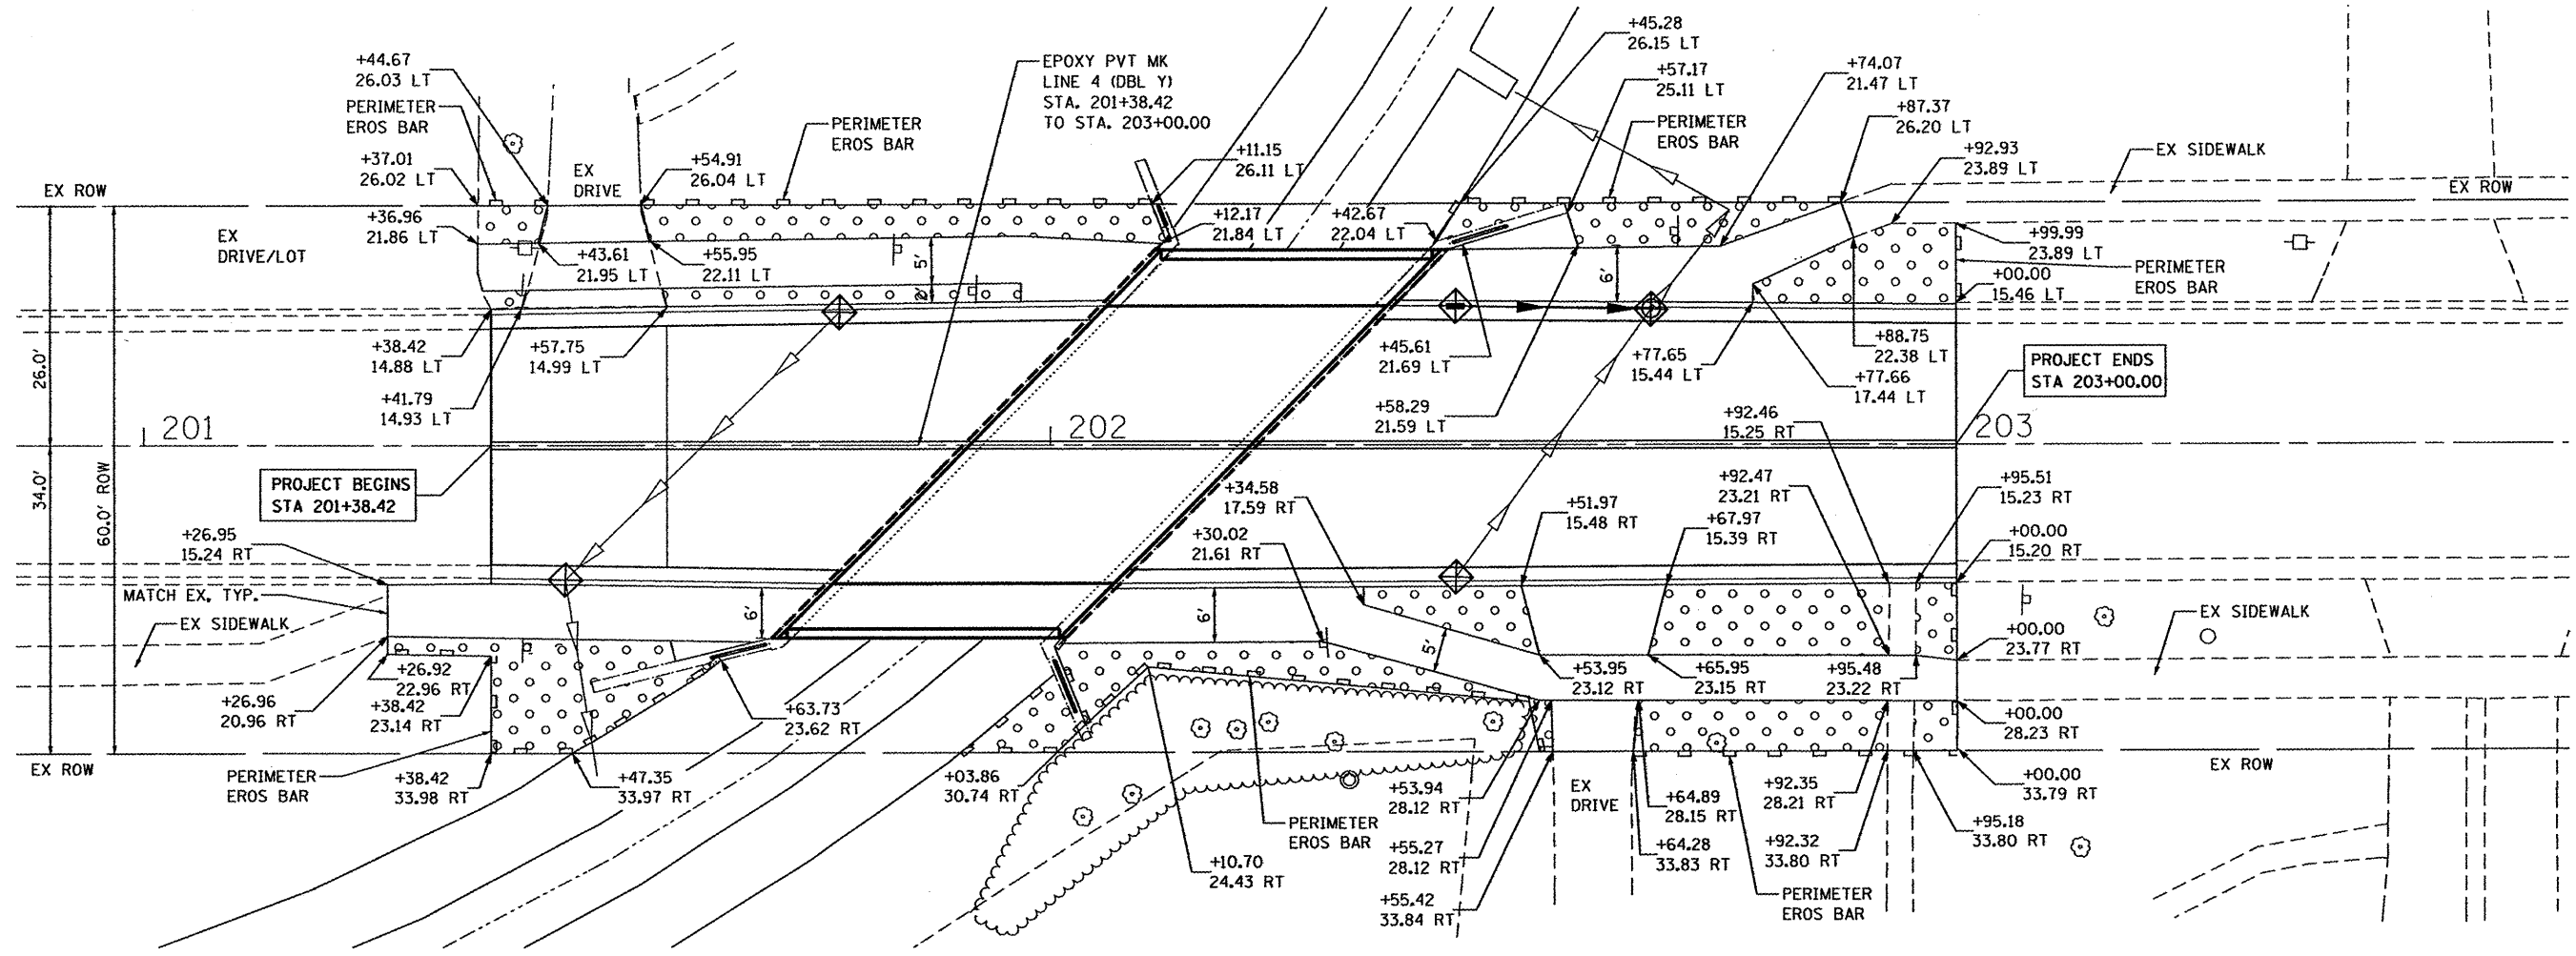 +44.67
26.03 LT
PERIMETER
EROS BAR
+37.01
26.02 LT
EX ROW
+36.96
21.86 LT
EX
DRIVE/LOT
EX
DRIVE
+54.91
26.04 LT
PERIMETER
EROS BAR
EPOXY PVT MK
LINE 4 (DBL Y)
STA. 201+38.42
TO STA. 203+00.00
+11.15
26.11 LT
+12.17
21.84 LT
+42.67
22.04 LT
+45.28
26.15 LT
+57.17
25.11 LT
PERIMETER
EROS BAR
+74.07
21.47 LT
+87.37
26.20 LT
+92.93
23.89 LT
EX SIDEWALK
EX ROW
+99.99
23.89 LT
+00.00
15.46 LT
PERIMETER
EROS BAR
+43.61
21.95 LT
+55.95
22.11 LT
5'
2'
6'
+38.42
14.88 LT
+57.75
14.99 LT
+41.79
14.93 LT
+45.61
21.69 LT
+58.29
21.59 LT
+77.65
15.44 LT
+88.75
22.38 LT
+77.66
17.44 LT
PROJECT ENDS
STA 203+00.00
26.0'
34.0'
60.0' ROW
201
202
203
PROJECT BEGINS
STA 201+38.42
+92.46
15.25 RT
+92.47
23.21 RT
+95.51
15.23 RT
+34.58
17.59 RT
+51.97
15.48 RT
+67.97
15.39 RT
+00.00
15.20 RT
+26.95
15.24 RT
+30.02
21.61 RT
MATCH EX. TYP.
EX SIDEWALK
6'
6'
5'
EX SIDEWALK
+26.92
22.96 RT
+26.96
20.96 RT
+38.42
23.14 RT
+63.73
23.62 RT
+53.95
23.12 RT
+65.95
23.15 RT
+95.48
23.22 RT
+00.00
23.77 RT
+00.00
28.23 RT
EX ROW
PERIMETER
EROS BAR
+38.42
33.98 RT
+47.35
33.97 RT
+03.86
30.74 RT
+53.94
28.12 RT
EX
DRIVE
+64.89
28.15 RT
+92.35
28.21 RT
+00.00
33.79 RT
EX ROW
PERIMETER
EROS BAR
+10.70
24.43 RT
+55.27
28.12 RT
+64.28
33.83 RT
+92.32
33.80 RT
+95.18
33.80 RT
+55.42
33.84 RT
PERIMETER
EROS BAR